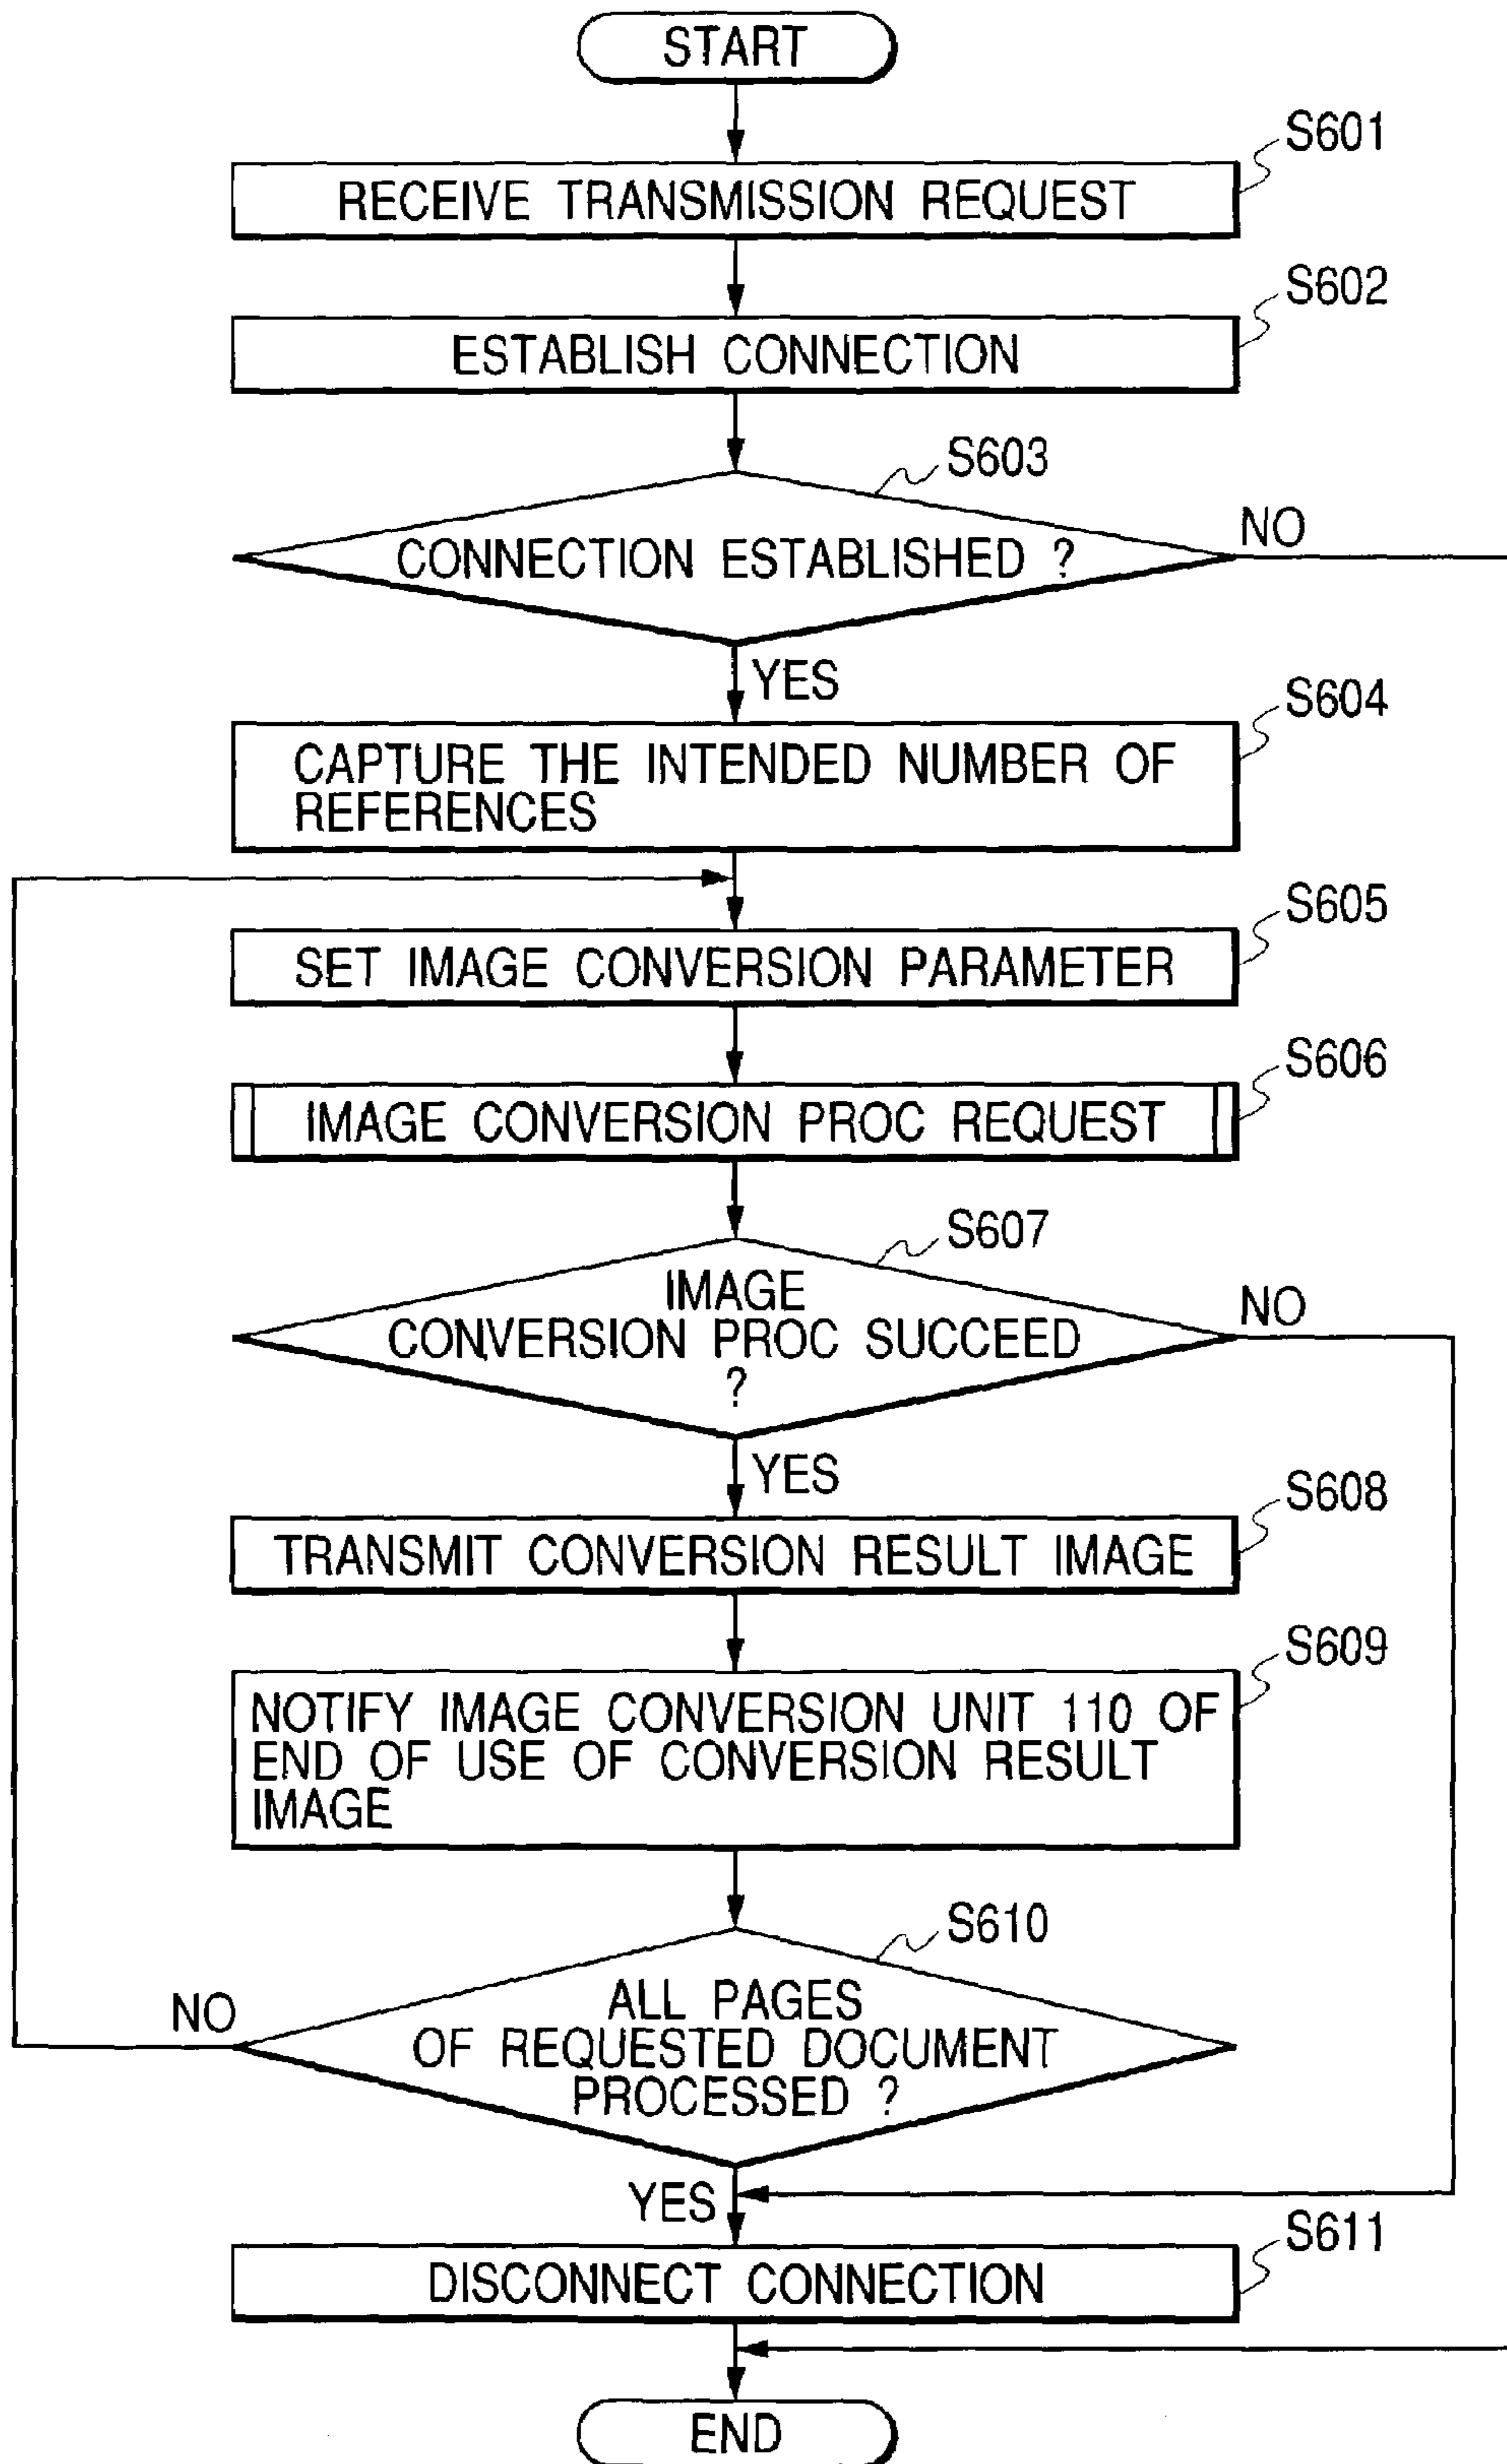 START
S601
RECEIVE TRANSMISSION REQUEST
S602
ESTABLISH CONNECTION
S603
CONNECTION ESTABLISHED ?
NO
YES
S604
CAPTURE THE INTENDED NUMBER OF
REFERENCES
S605
SET IMAGE CONVERSION PARAMETER
S606
IMAGE CONVERSION PROC REQUEST
S607
IMAGE
CONVERSION PROC SUCCEED
?
NO
YES
S608
TRANSMIT CONVERSION RESULT IMAGE
S609
NOTIFY IMAGE CONVERSION UNIT 110 OF
END OF USE OF CONVERSION RESULT
IMAGE
S610
ALL PAGES
OF REQUESTED DOCUMENT
PROCESSED ?
NO
YES
S611
DISCONNECT CONNECTION
END